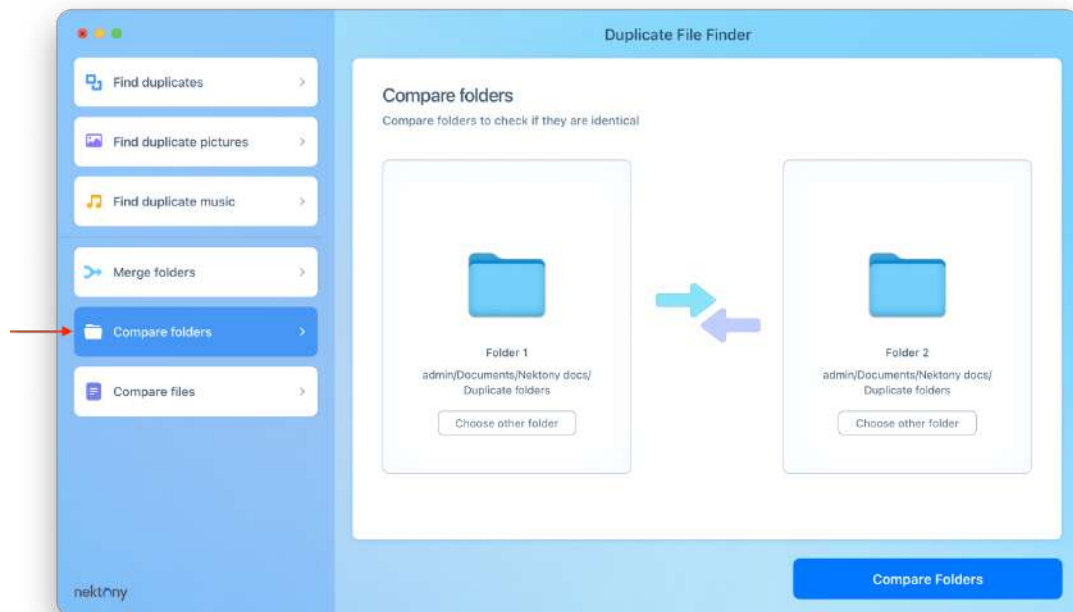 Duplicate File Finder
Find duplicates
Find duplicate pictures
Find duplicate music
Merge folders
Compare folders
Compare files
nektony
Compare folders
Compare folders to check if they are identical
Folder 1
admin/Documents/Nektony docs/
Duplicate folders
Choose other folder
Folder 2
admin/Documents/Nektony docs/
Duplicate folders
Choose other folder
Compare Folders